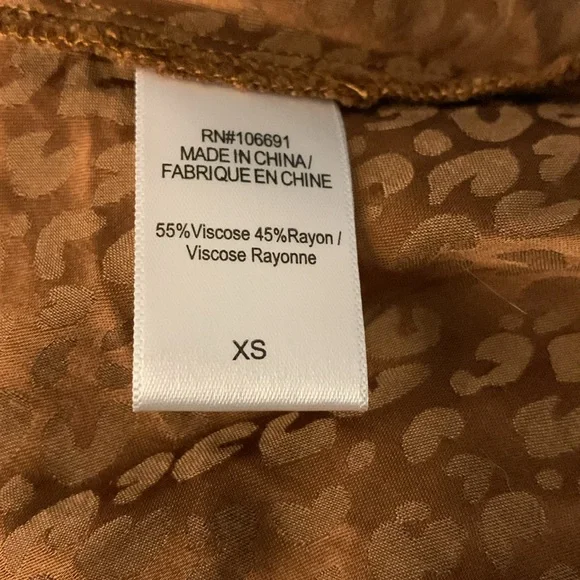 RN#106691
MADE IN CHINA/
FABRIQUE EN CHINE
55%Viscose 45%Rayon /
Viscose Rayonne
XS